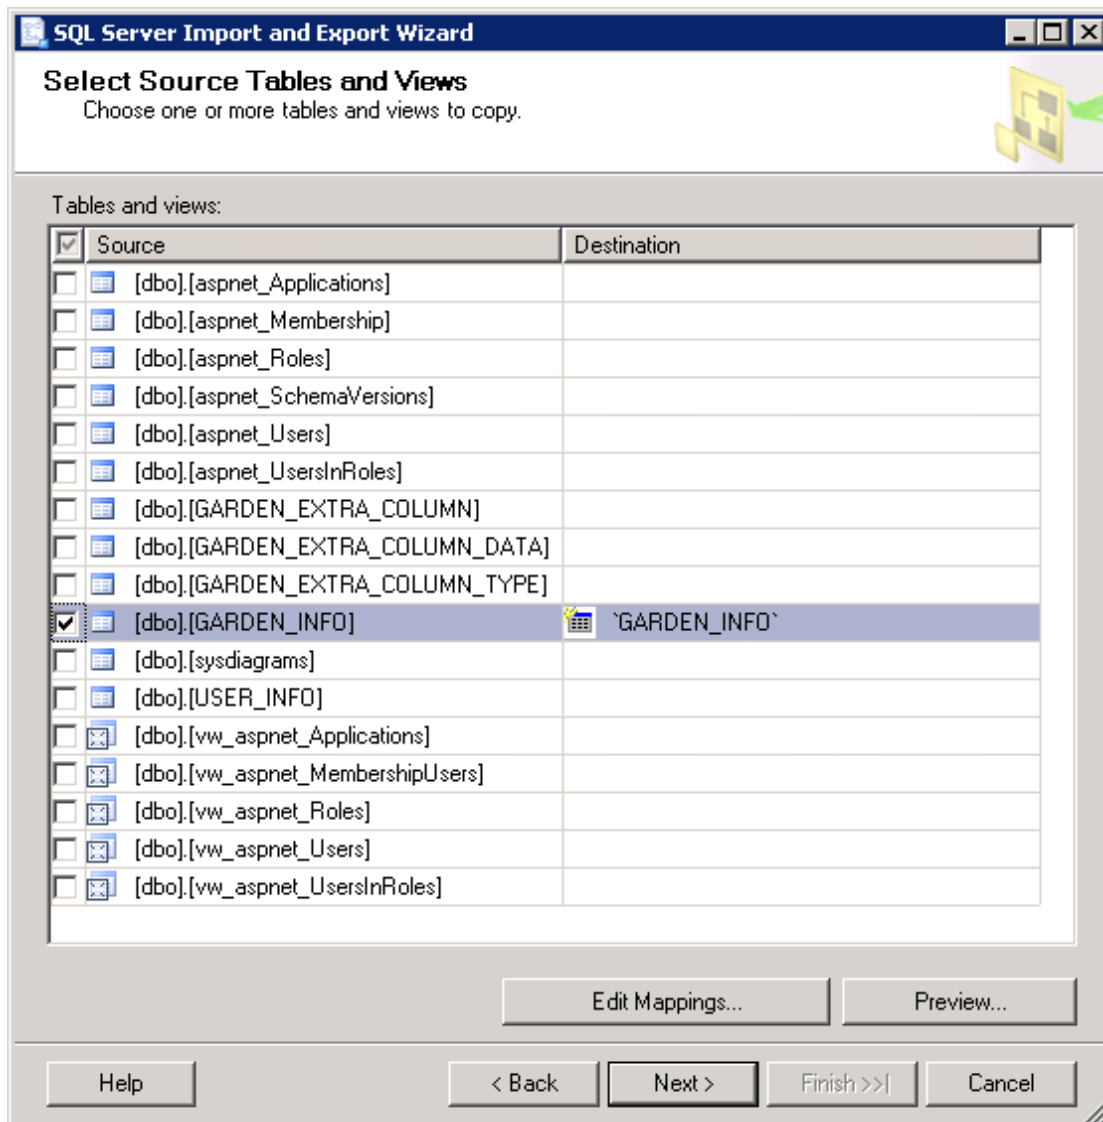 SQL Server Import and Export Wizard
Select Source Tables and Views
Choose one or more tables and views to copy.
Tables and views:
Source Destination
[dbo].[aspnet_Applications]
[dbo].[aspnet_Membership]
[dbo].[aspnet_Roles]
[dbo].[aspnet_SchemaVersions]
[dbo].[aspnet_Users]
[dbo].[aspnet_UsersInRoles]
[dbo].[GARDEN_EXTRA_COLUMN]
[dbo].[GARDEN_EXTRA_COLUMN_DATA]
[dbo].[GARDEN_EXTRA_COLUMN_TYPE]
[dbo].[GARDEN_INFO] `GARDEN_INFO`
[dbo].[sysdiagrams]
[dbo].[USER_INFO]
[dbo].[vw_aspnet_Applications]
[dbo].[vw_aspnet_MembershipUsers]
[dbo].[vw_aspnet_Roles]
[dbo].[vw_aspnet_Users]
[dbo].[vw_aspnet_UsersInRoles]
Edit Mappings... Preview...
Help < Back Next > Finish >>| Cancel